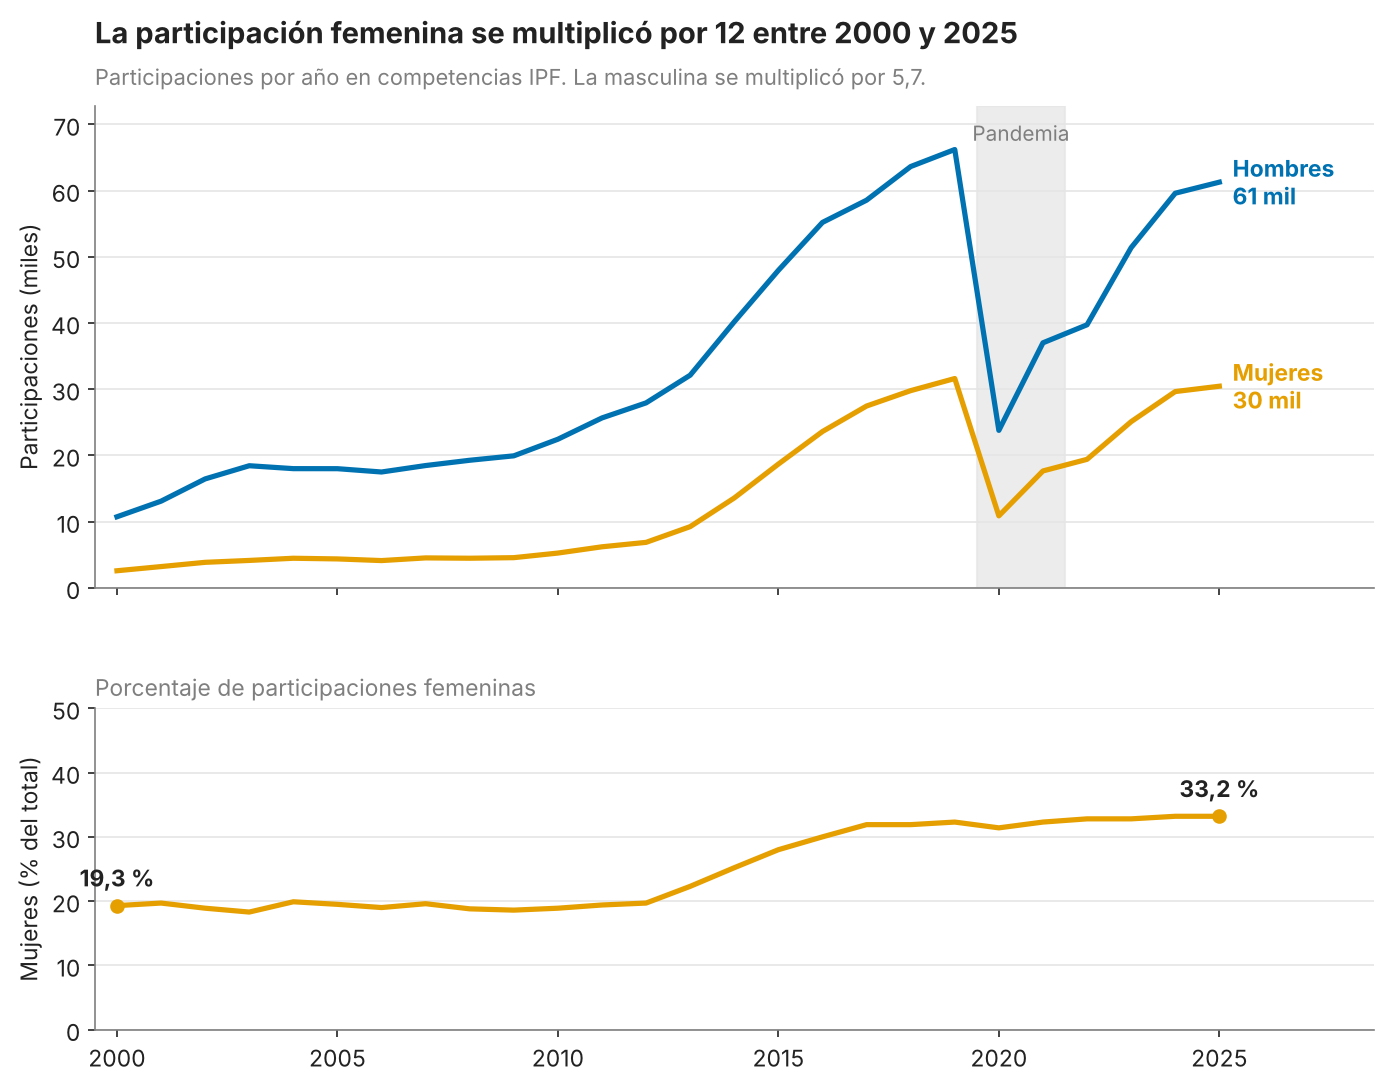 La participación femenina se multiplicó por 12 entre 2000 y 2025
Participaciones por año en competencias IPF. La masculina se multiplicó por 5,7.
Participaciones (miles)
70
60
50
40
30
20
10
0
Pandemia
Hombres
61 mil
Mujeres
30 mil
Porcentaje de participaciones femeninas
Mujeres (% del total)
50
40
30
20
10
0
19,3 %
33,2 %
2000 2005 2010 2015 2020 2025